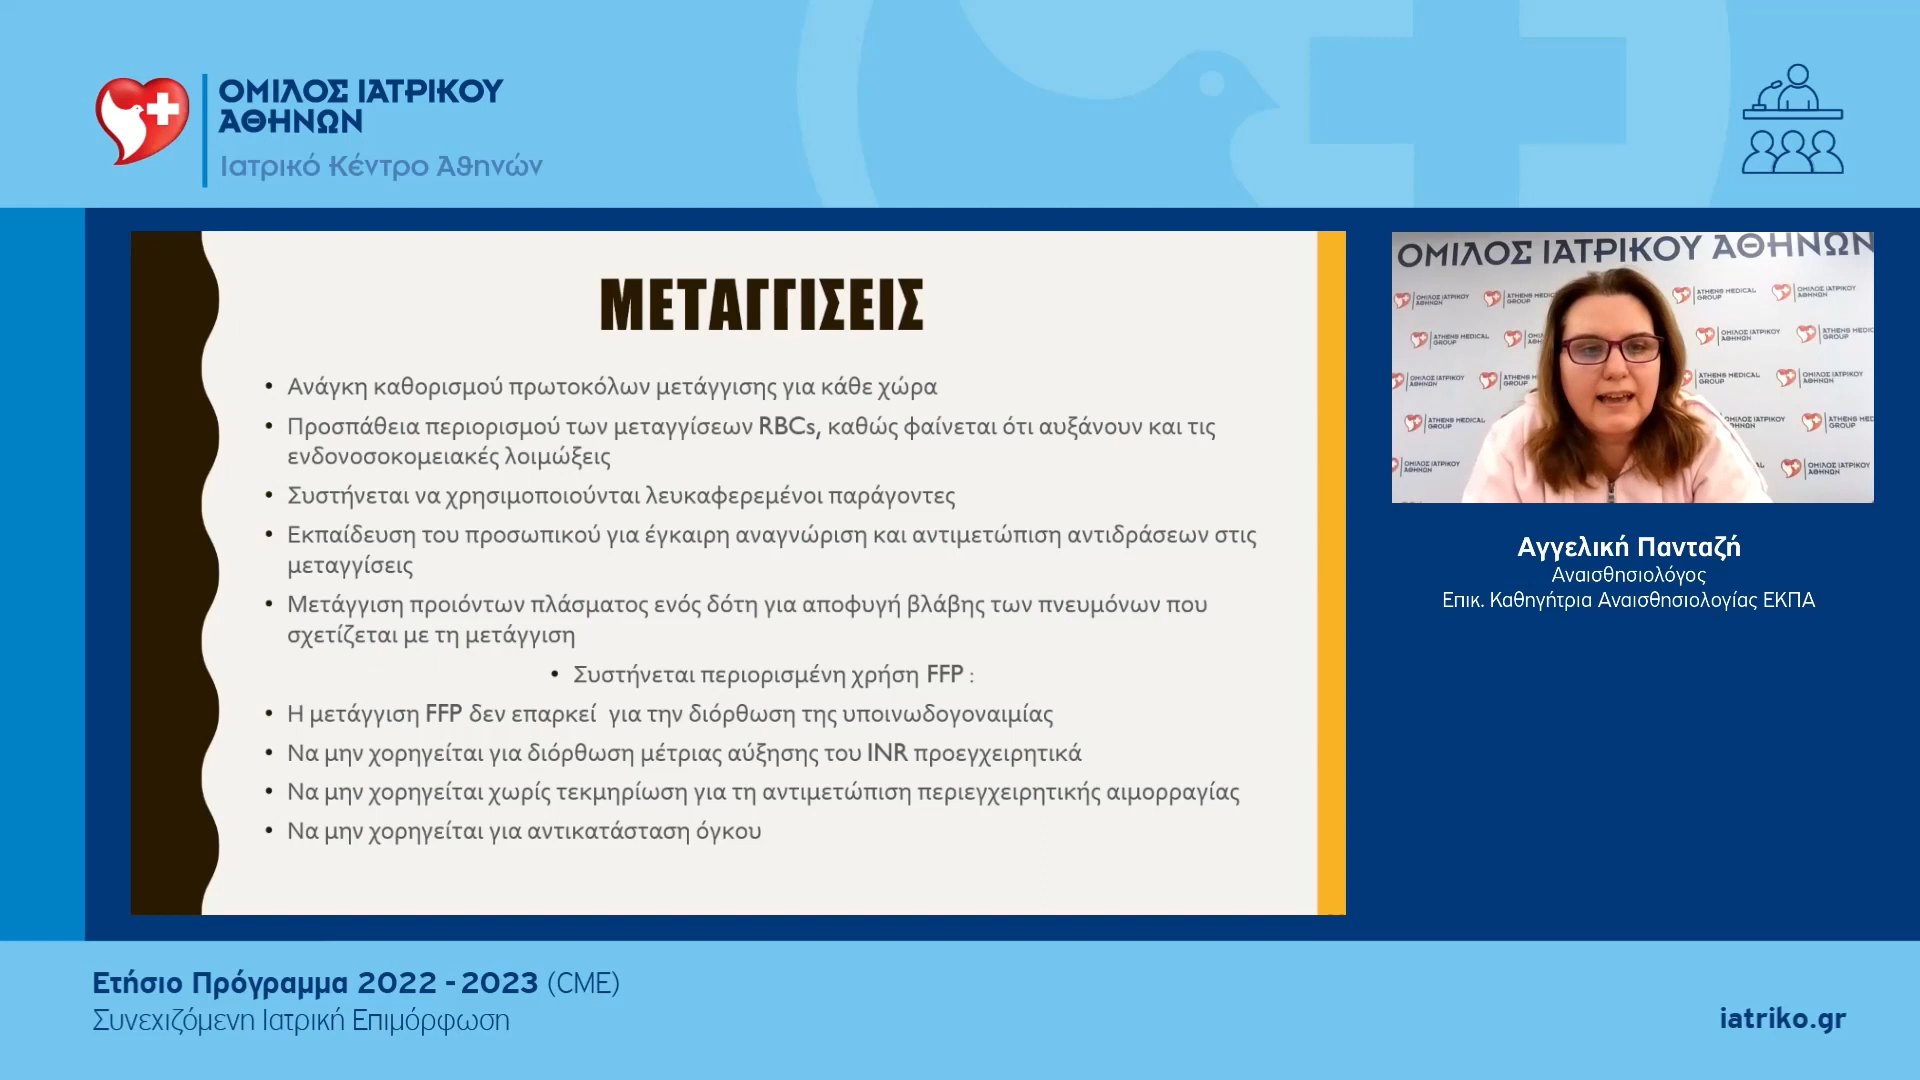 ΟΜΙΛΟΣ ΙΑΤΡΙΚΟΥ
ΑΘΗΝΩΝ
Ιατρικό Κέντρο Αθηνών
ΜΕΤΑΓΓΙΣΕΙΣ
• Ανάγκη καθορισμού πρωτοκόλων μετάγγισης για κάθε χώρα
• Προσπάθεια περιορισμού των μεταγγίσεων RBCs, καθώς φαίνεται ότι αυξάνουν και τις
ενδονοσοκομειακές λοιμώξεις
• Συστήνεται να χρησιμοποιούνται λευκαφερεμένοι παράγοντες
• Εκπαίδευση του προσωπικού για έγκαιρη αναγνώριση και αντιμετώπιση αντιδράσεων στις
μεταγγίσεις
• Μετάγγιση προιόντων πλάσματος ενός δότη για αποφυγή βλάβης των πνευμόνων που
σχετίζεται με τη μετάγγιση
• Συστήνεται περιορισμένη χρήση FFP :
• Η μετάγγιση FFP δεν επαρκεί  για την διόρθωση της υποινωδογοναιμίας
• Να μην χορηγείται για διόρθωση μέτριας αύξησης του INR προεγχειρητικά
• Να μην χορηγείται χωρίς τεκμηρίωση για τη αντιμετώπιση περιεγχειρητικής αιμορραγίας
• Να μην χορηγείται για αντικατάσταση όγκου
ΟΜΙΛΟΣ ΙΑΤΡΙΚΟΥ ΑΘΗΝΩΝ
Αγγελική Πανταζή
Αναισθησιολόγος
Επικ. Καθηγήτρια Αναισθησιολογίας ΕΚΠΑ
Ετήσιο Πρόγραμμα 2022 - 2023 (CME)
Συνεχιζόμενη Ιατρική Επιμόρφωση
iatriko.gr